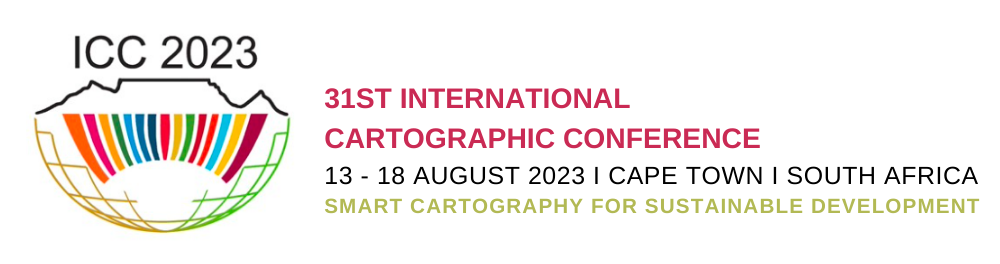 ICC 2023
31ST INTERNATIONAL
CARTOGRAPHIC CONFERENCE
13 - 18 AUGUST 2023 I CAPE TOWN I SOUTH AFRICA
SMART CARTOGRAPHY FOR SUSTAINABLE DEVELOPMENT